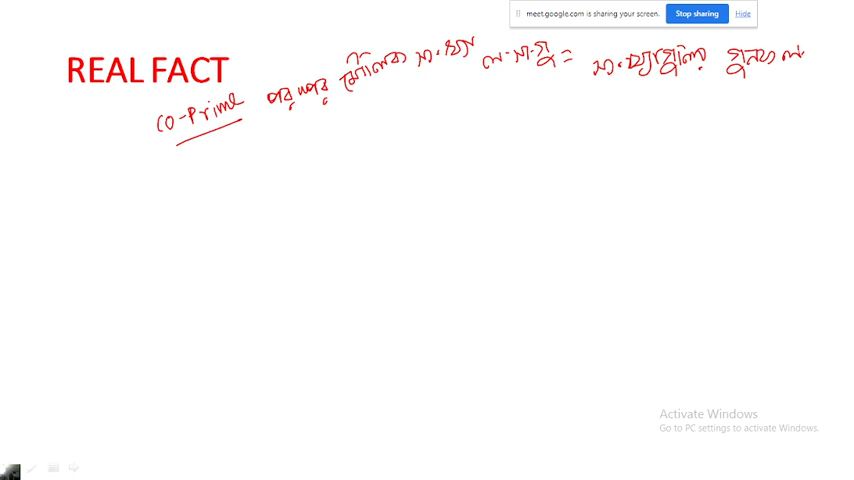 meet.google.com is sharing your screen. Stop sharing Hide
REAL FACT
Co-Prime পরস্পর মৌলিক সংখ্যা ল.সা.গু = সংখ্যাগুলোর গুনফল
Activate Windows
Go to PC settings to activate Windows.